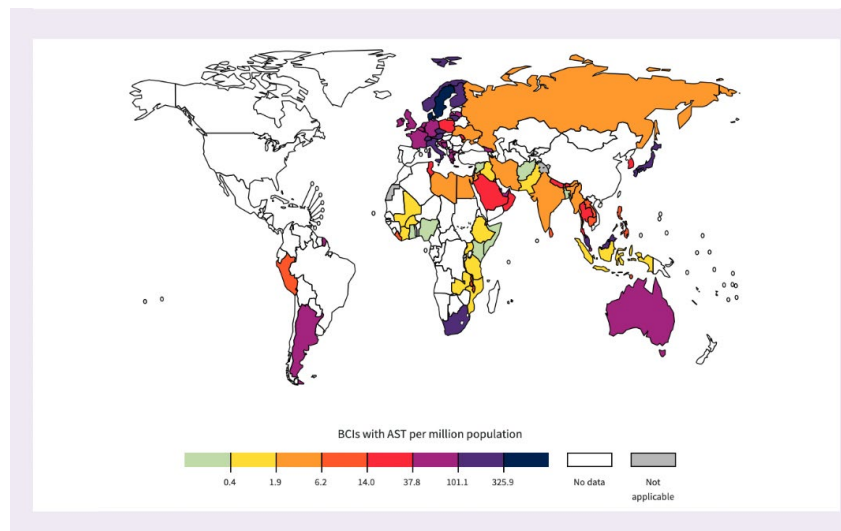 BCIs with AST per million population
0.4 1.9 6.2 14.0 37.8 101.1 325.9 No data Not
applicable